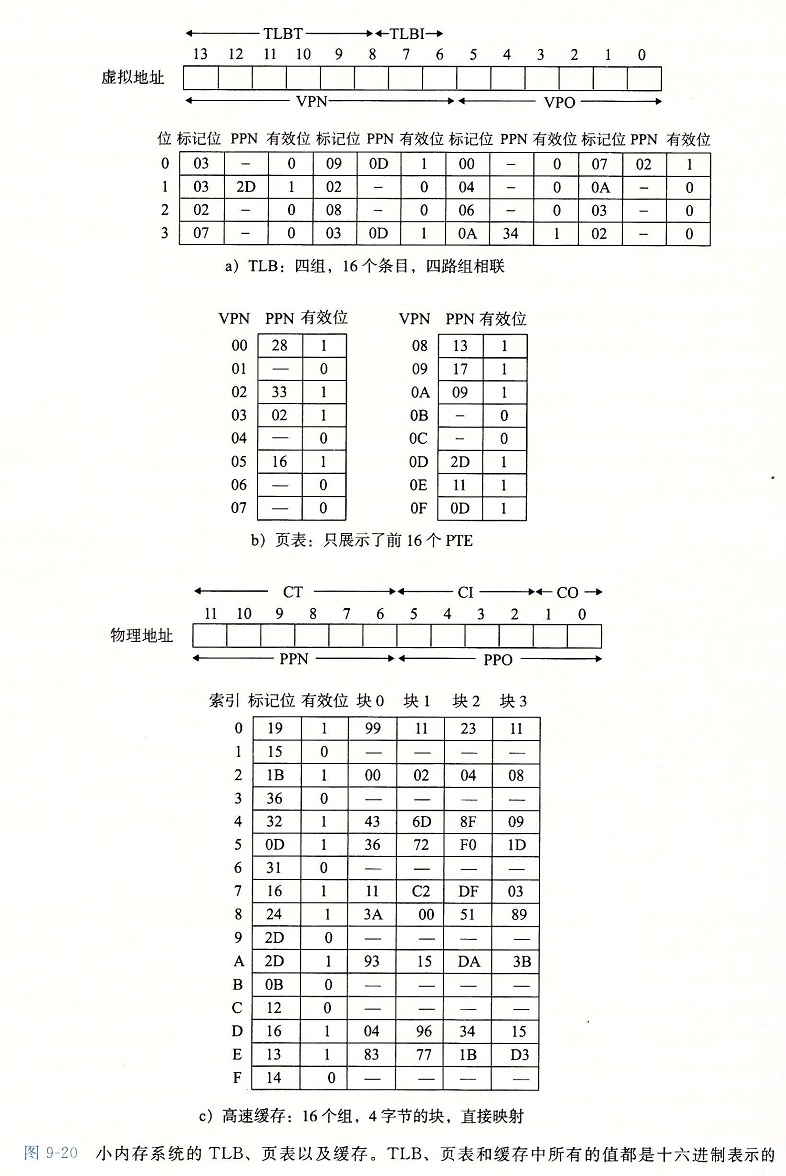 TLBT TLBI
13 12 11 10 9 8 7 6 5 4 3 2 1 0
虚拟地址
VPN VPO
位 标记位 PPN 有效位 标记位 PPN 有效位 标记位 PPN 有效位 标记位 PPN 有效位
0 03 – 0 09 0D 1 00 – 0 07 02 1
1 03 2D 1 02 – 0 04 – 0 0A – 0
2 02 – 0 08 – 0 06 – 0 03 – 0
3 07 – 0 03 0D 1 0A 34 1 02 – 0
a）TLB：四组，16个条目，四路组相联
VPN PPN 有效位 VPN PPN 有效位
00 28 1 08 13 1
01 — 0 09 17 1
02 33 1 0A 09 1
03 02 1 0B – 0
04 — 0 0C – 0
05 16 1 0D 2D 1
06 — 0 0E 11 1
07 — 0 0F 0D 1
b）页表：只展示了前16个PTE
CT CI CO
11 10 9 8 7 6 5 4 3 2 1 0
物理地址
PPN PPO
索引 标记位 有效位 块0 块1 块2 块3
0 19 1 99 11 23 11
1 15 0 — — — —
2 1B 1 00 02 04 08
3 36 0 — — — —
4 32 1 43 6D 8F 09
5 0D 1 36 72 F0 1D
6 31 0 — — — —
7 16 1 11 C2 DF 03
8 24 1 3A 00 51 89
9 2D 0 — — — —
A 2D 1 93 15 DA 3B
B 0B 0 — — — —
C 12 0 — — — —
D 16 1 04 96 34 15
E 13 1 83 77 1B D3
F 14 0 — — — —
c）高速缓存：16个组，4字节的块，直接映射
图 9-20 小内存系统的TLB、页表以及缓存。TLB、页表和缓存中所有的值都是十六进制表示的